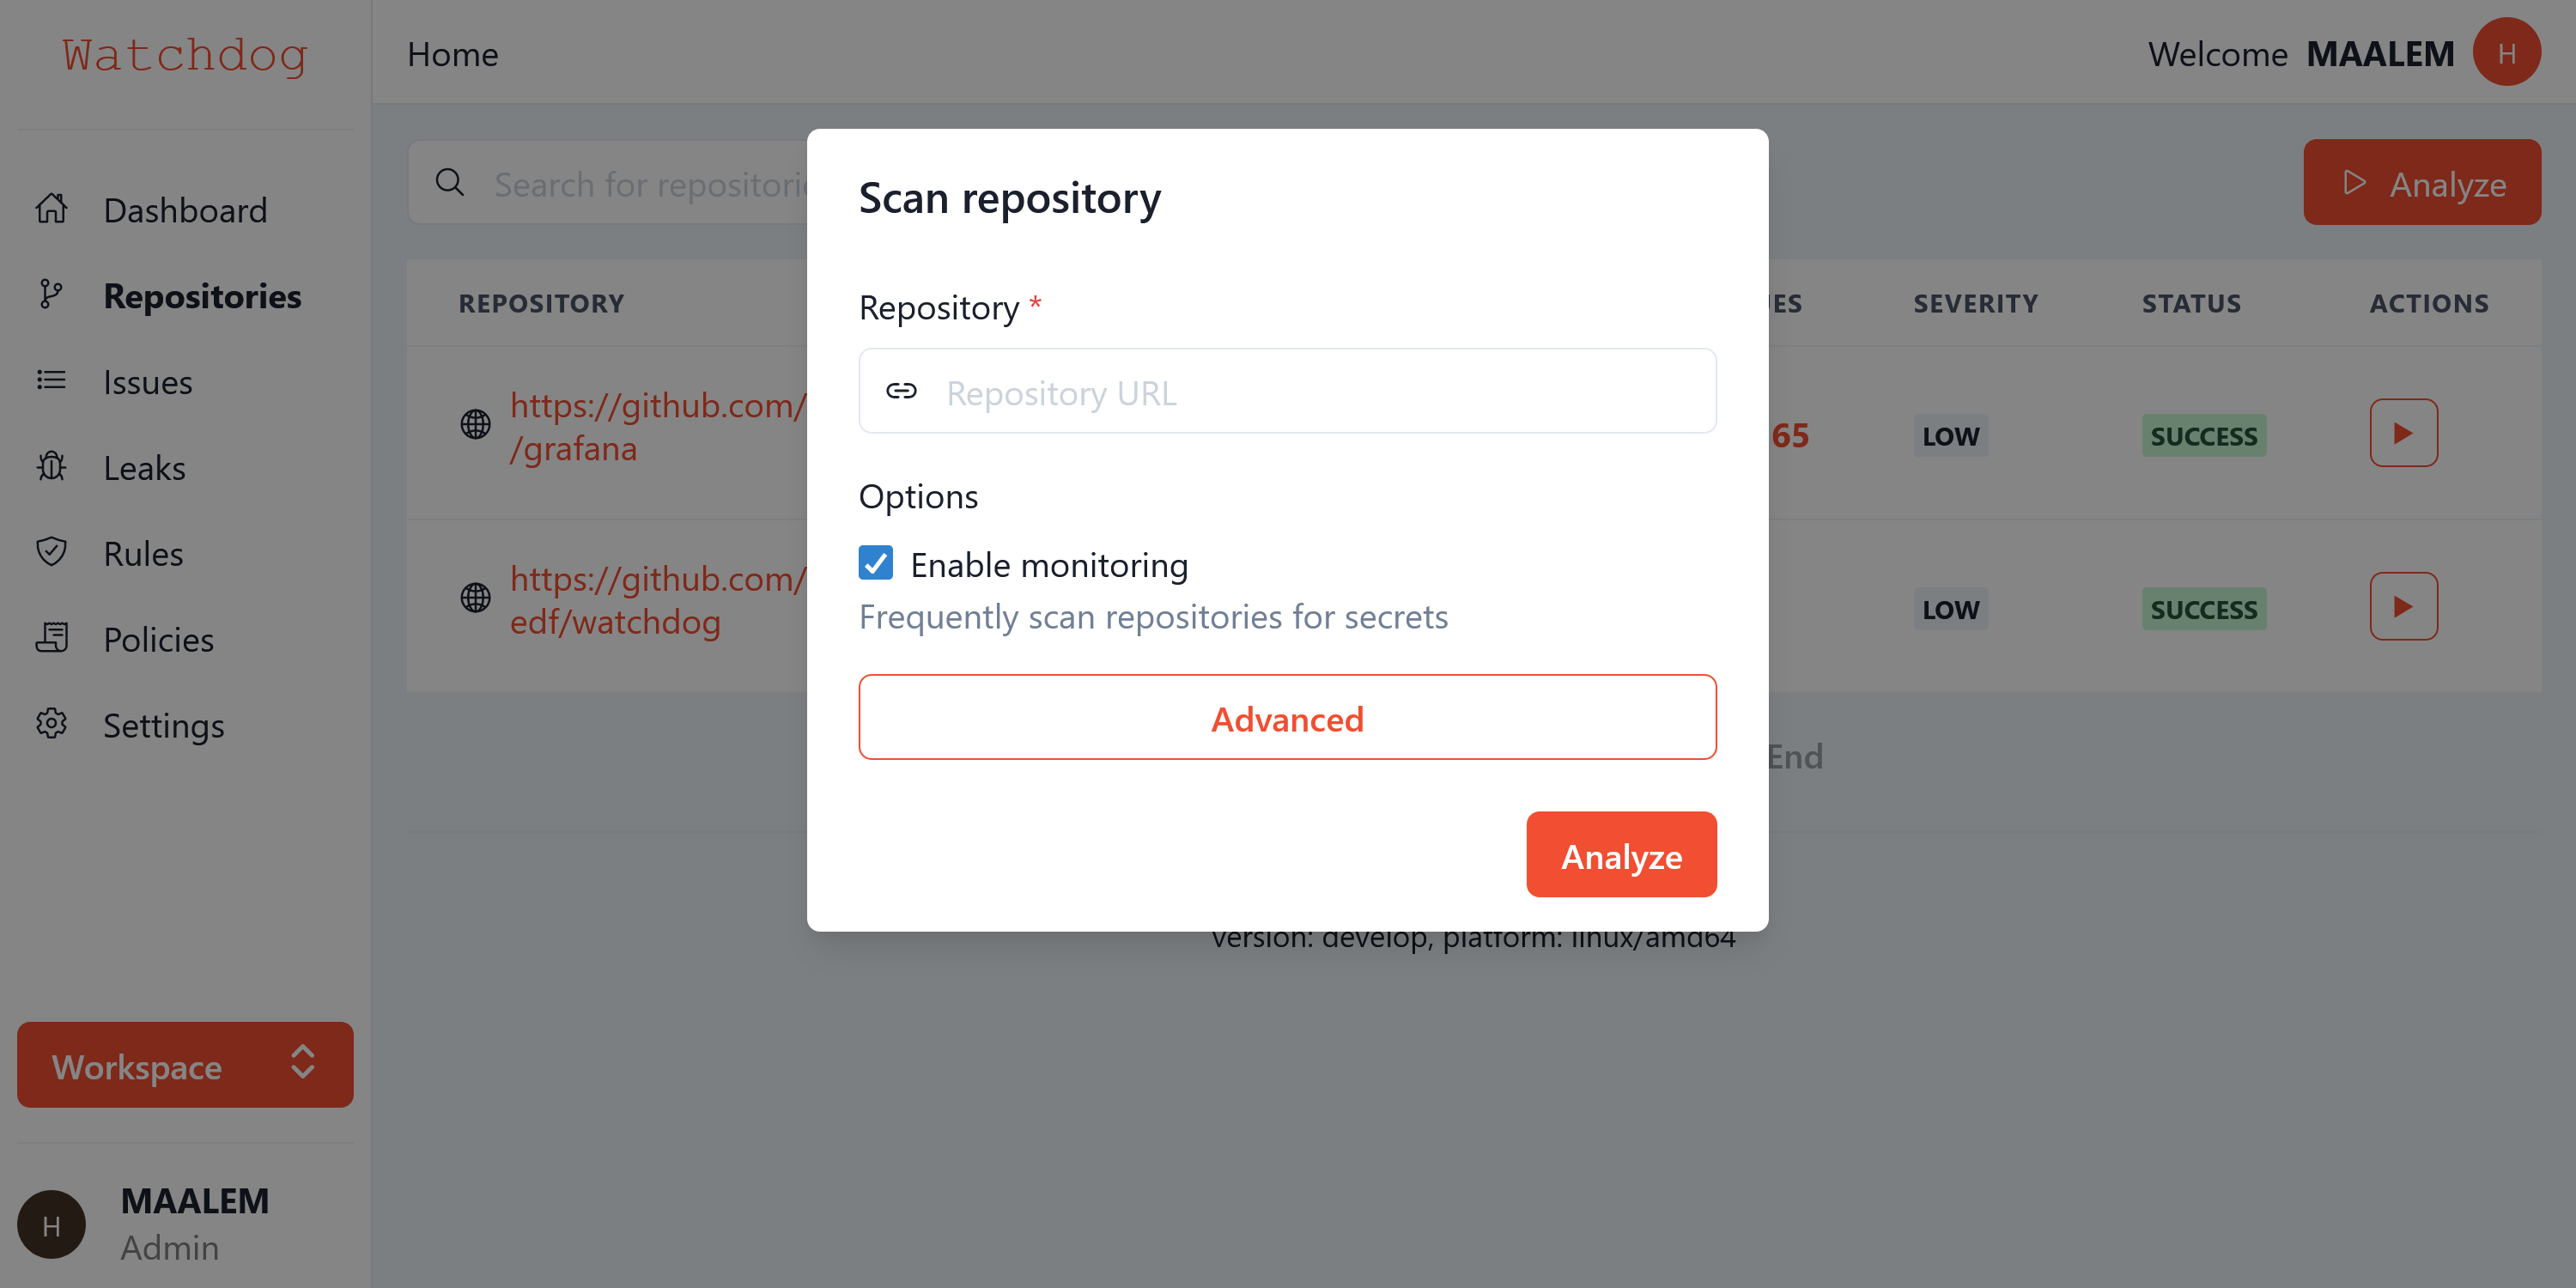 Watchdog
Home
Welcome MAALEM
H
Dashboard
Repositories
Issues
Leaks
Rules
Policies
Settings
Workspace
H
MAALEM
Admin
Search for
Analyze
REPOSITORY
SEVERITY
STATUS
ACTIONS
https://github.com/
/grafana
65
LOW
SUCCESS
https://github.com/
edf/watchdog
LOW
SUCCESS
End
Scan repository
Repository *
Repository URL
Options
Enable monitoring
Frequently scan repositories for secrets
Advanced
Analyze
version: develop, platform: linux/amd64